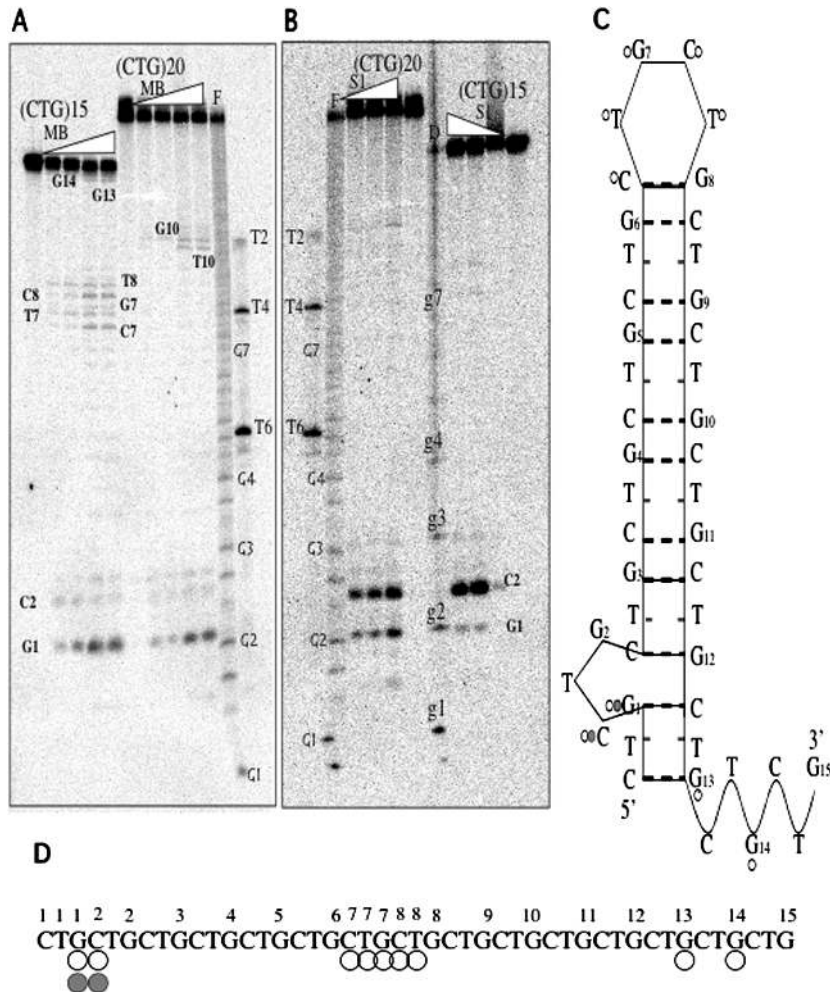 A
(CTG)20
MB
F
(CTG)15
MB
G14
G13
G10
T10
T2
T8
C8
G7
T7
C7
T4
G7
T6
G4
G3
C2
G1
G2
G1
B
(CTG)20
S1
F
(CTG)15
S1
D
T2
T4
g7
G7
T6
g4
G4
g3
G3
C2
g2
G1
G2
g1
G1
C
G7 C
T T
C G8
G6 C
T T
C G9
G5 C
T T
C G10
G4 C
T T
C G11
G3 C
T T
G2
C G12
T
G1 C
C
T T
C G13
5'
T C G15
3'
C G14 T
D
1 1 1 2 2 3 4 5 6 7 7 7 8 8 8 9 10 11 12 13 14 15
CTGCTGCTGCTGCTGCTGCTGCTGCTGCTGCTGCTGCTGCTGCTG